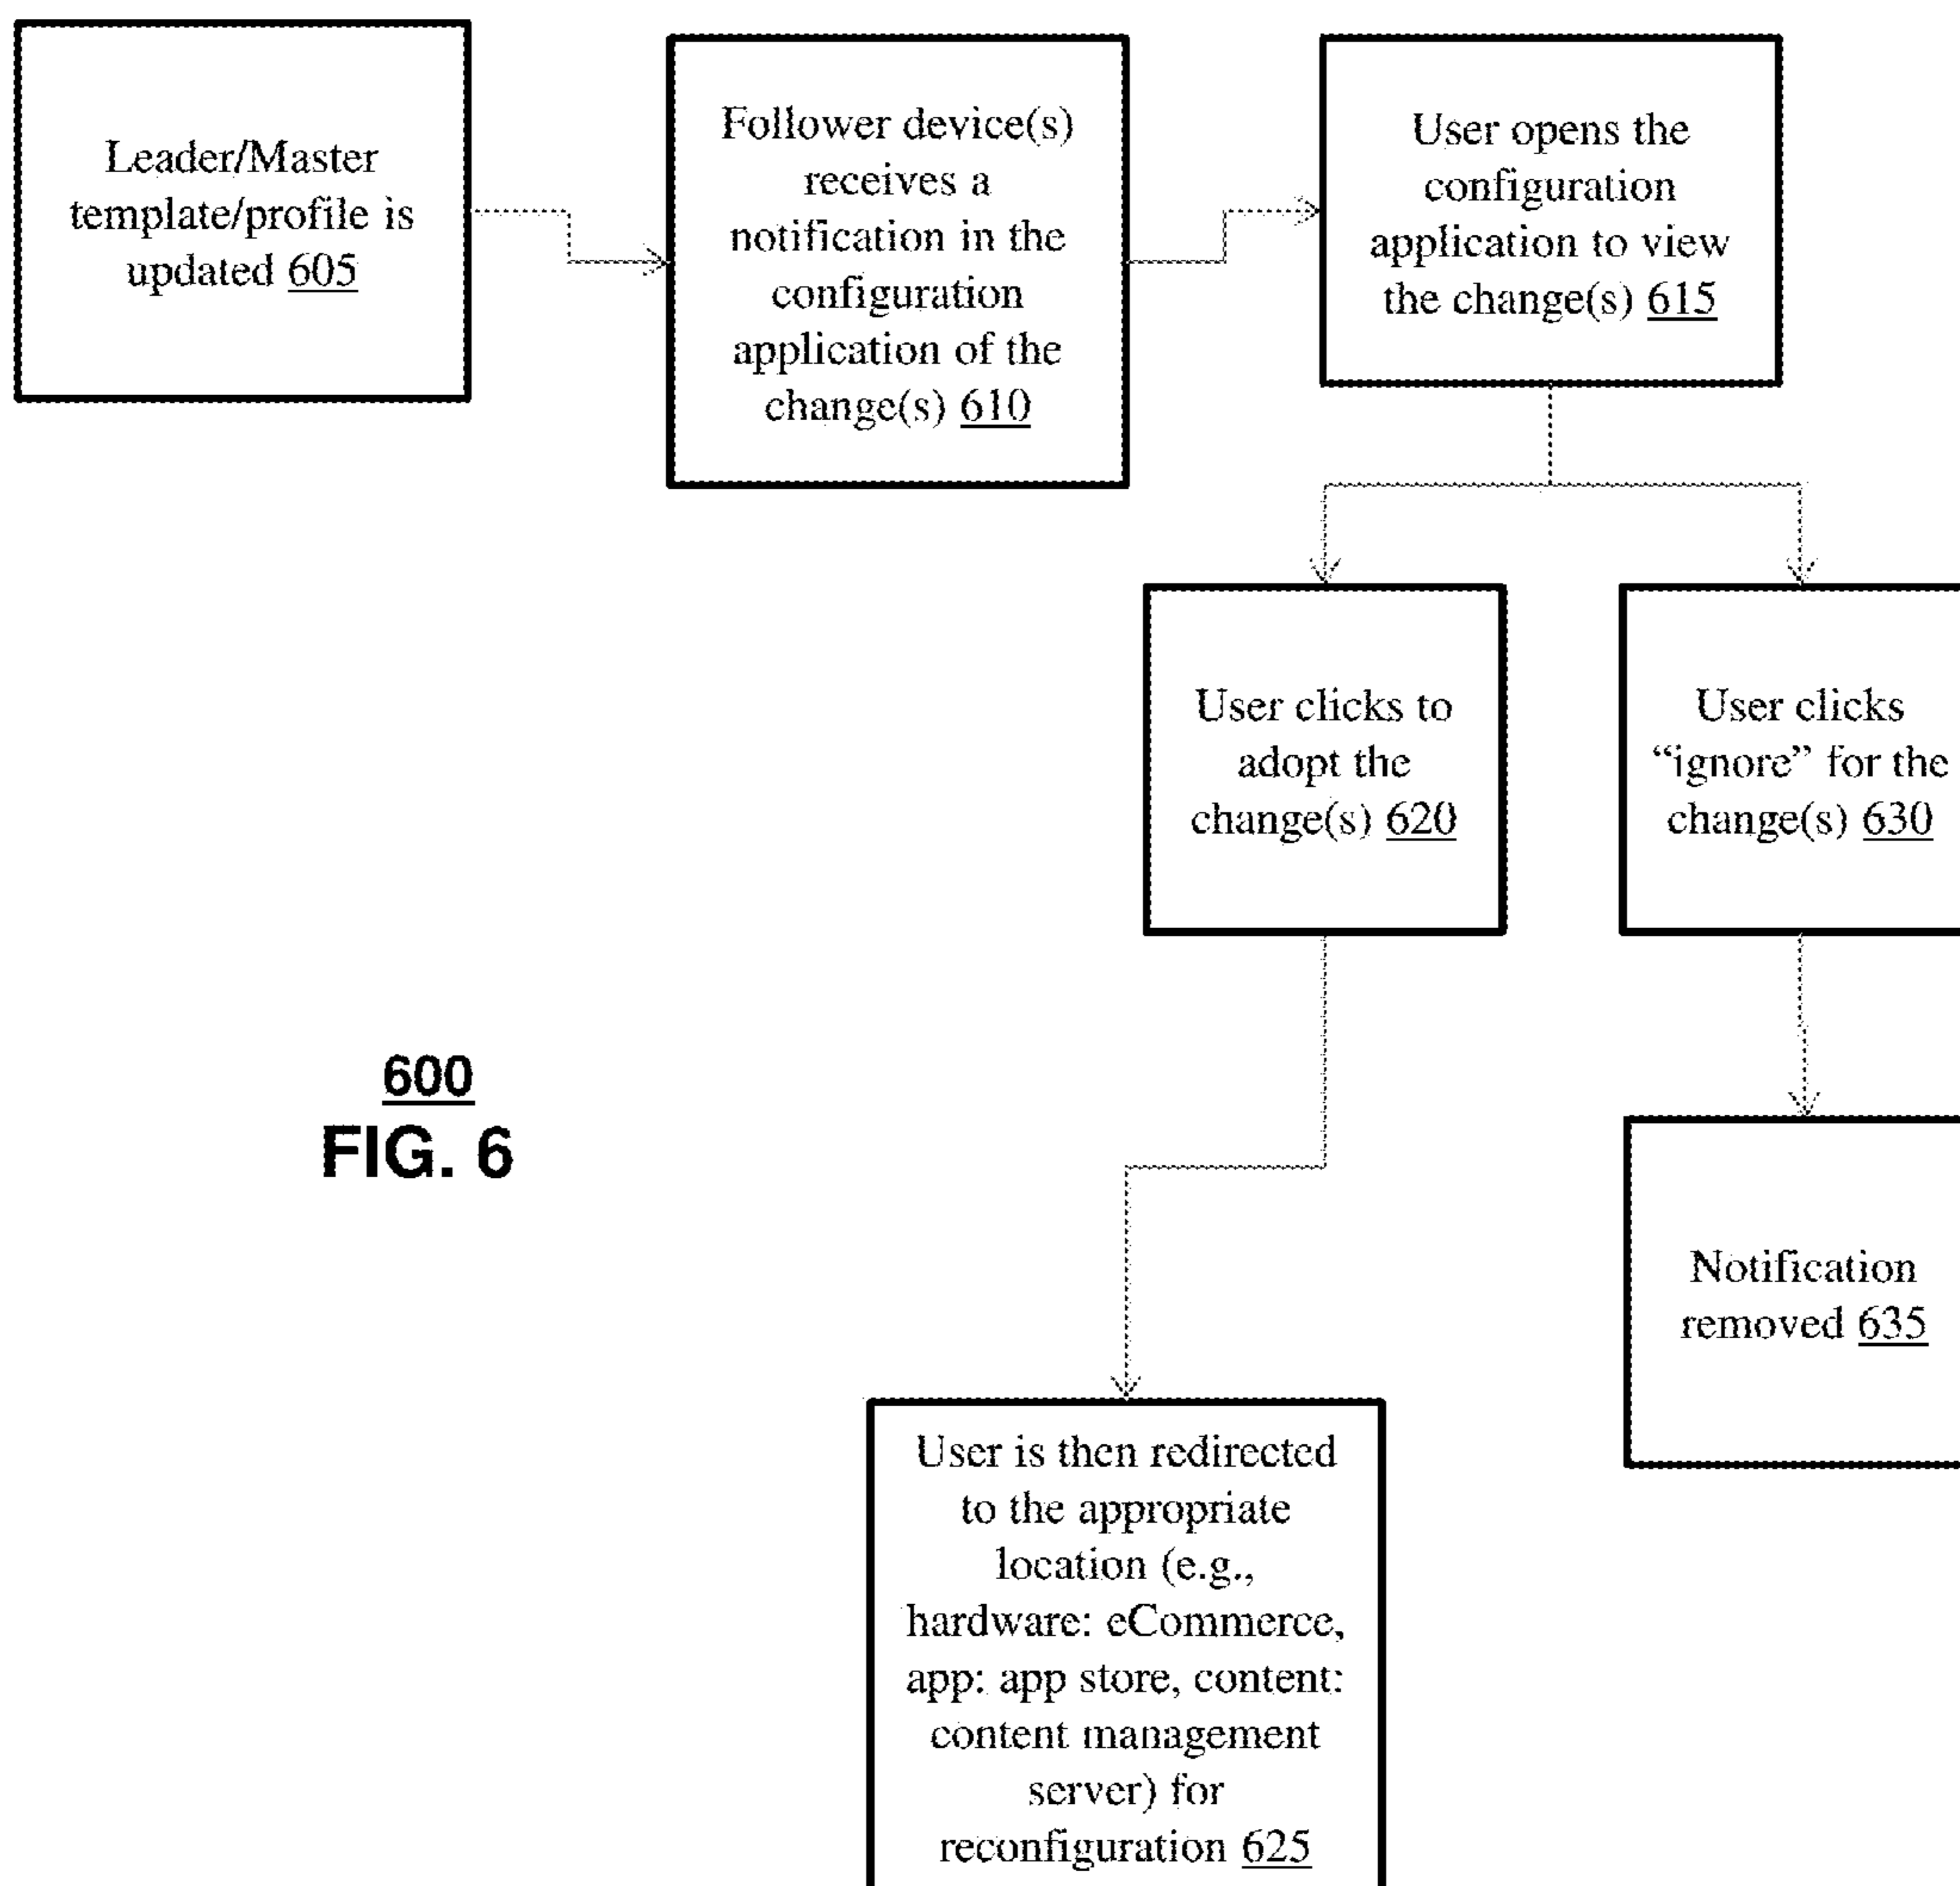 Leader/Master
template/profile is
updated 605
Follower device(s)
receives a
notification in the
configuration
application of the
change(s) 610
User opens the
configuration
application to view
the change(s) 615
User clicks to
adopt the
change(s) 620
User clicks
“ignore” for the
change(s) 630
Notification
removed 635
User is then redirected
to the appropriate
location (e.g.,
hardware: eCommerce,
app: app store, content:
content management
server) for
reconfiguration 625
600
FIG. 6